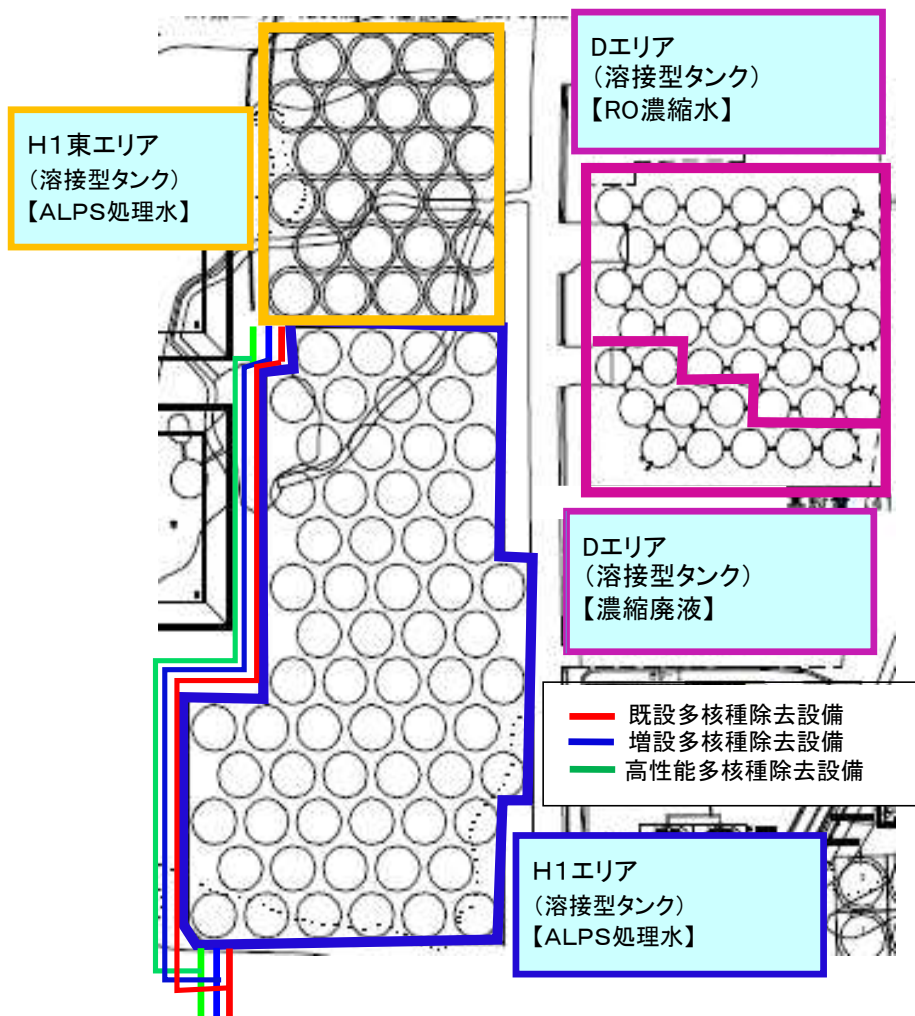 Dエリア
(溶接型タンク)
【RO濃縮水】
H1東エリア
(溶接型タンク)
【ALPS処理水】
Dエリア
(溶接型タンク)
【濃縮廃液】
既設多核種除去設備
増設多核種除去設備
高性能多核種除去設備
H1エリア
(溶接型タンク)
【ALPS処理水】